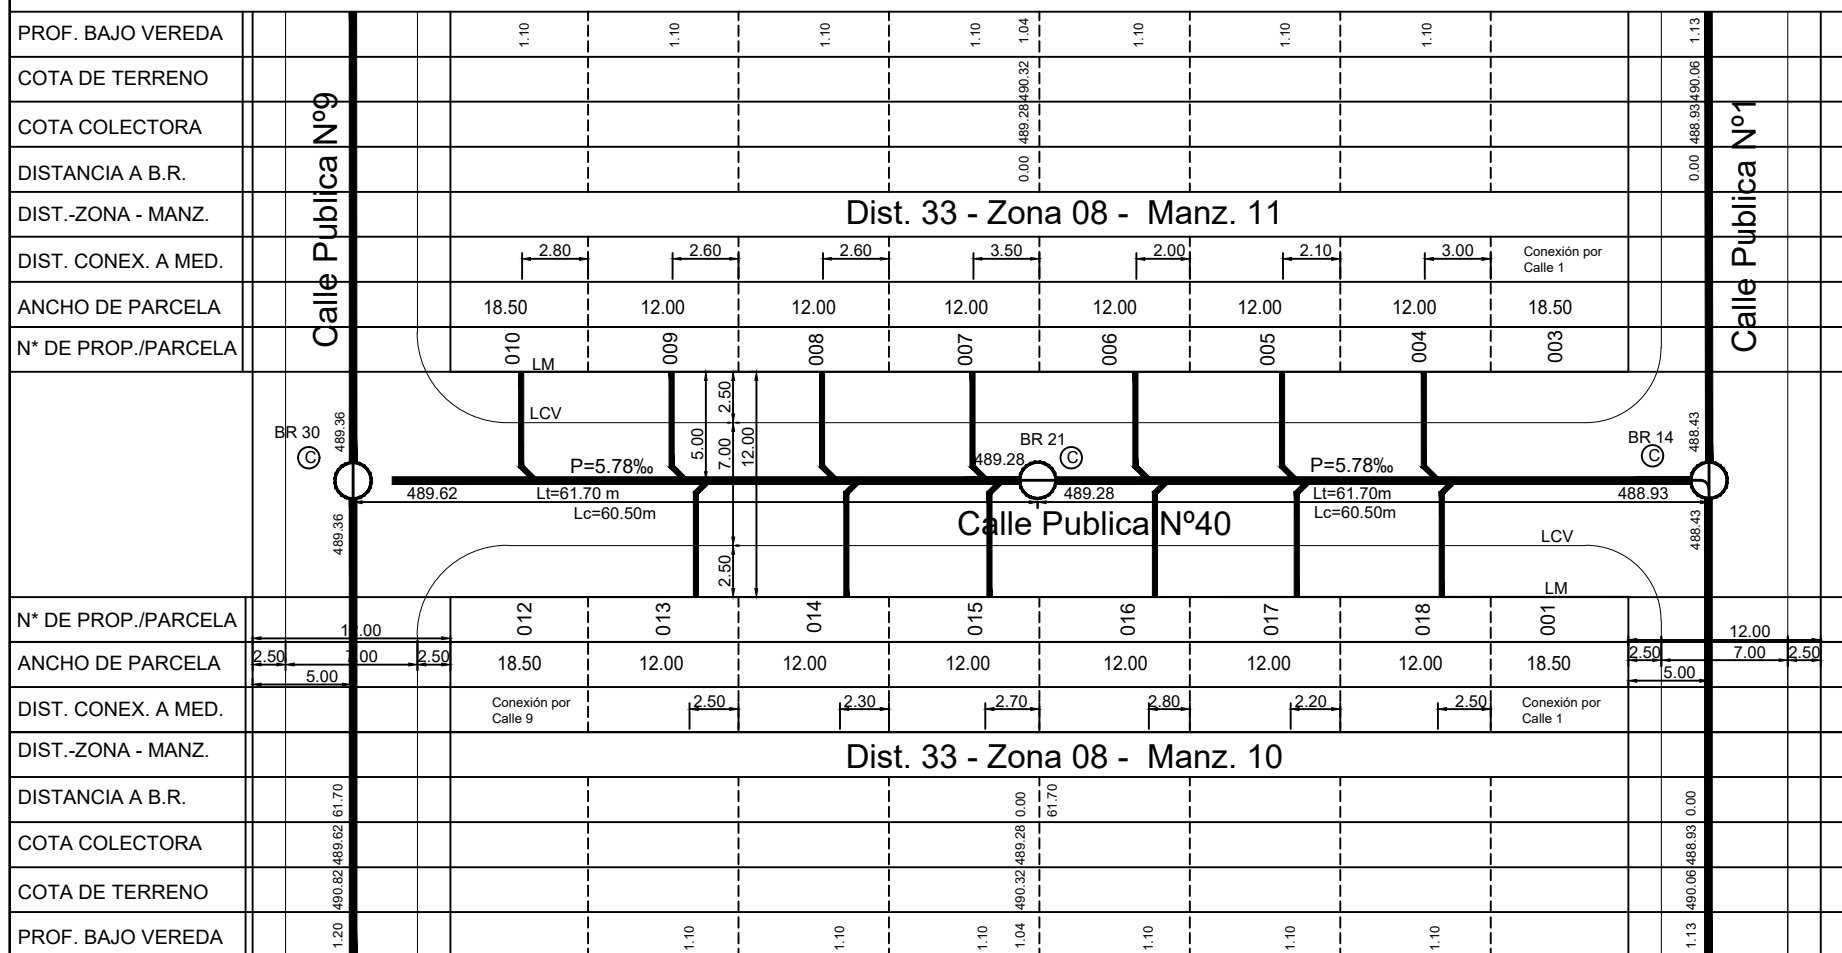 PROF. BAJO VEREDA 1.10 1.10 1.10 1.10 1.04 1.10 1.10 1.10 1.13
COTA DE TERRENO 490.32 490.06
COTA COLECTORA 489.28 488.93
DISTANCIA A B.R. 0.00 0.00
Calle Publica Nº9
Calle Publica Nº1
DIST.-ZONA - MANZ. Dist. 33 - Zona 08 - Manz. 11
DIST. CONEX. A MED. 2.80 2.60 2.60 3.50 2.00 2.10 3.00 Conexión por
Calle 1
ANCHO DE PARCELA 18.50 12.00 12.00 12.00 12.00 12.00 12.00 18.50
N* DE PROP./PARCELA 010 009 008 007 006 005 004 003
LM
LCV
2.50
5.00 7.00 12.00
BR 30 C 489.36
BR 21 C
BR 14 C 488.43
P=5.78‰ 489.28 P=5.78‰
489.62 Lt=61.70 m 489.28 Lt=61.70m 488.93
Lc=60.50m Lc=60.50m
489.36 Calle Publica Nº40 488.43
LCV
2.50
LM
N* DE PROP./PARCELA 012 013 014 015 016 017 018 001
12.00 12.00
ANCHO DE PARCELA 2.50 7.00 2.50 18.50 12.00 12.00 12.00 12.00 12.00 12.00 18.50 2.50 7.00 2.50
5.00 5.00
DIST. CONEX. A MED. Conexión por
Calle 9 2.50 2.30 2.70 2.80 2.20 2.50 Conexión por
Calle 1
DIST.-ZONA - MANZ. Dist. 33 - Zona 08 - Manz. 10
DISTANCIA A B.R. 61.70 0.00 61.70 0.00
COTA COLECTORA 489.62 489.28 488.93
COTA DE TERRENO 490.82 490.32 490.06
PROF. BAJO VEREDA 1.20 1.10 1.10 1.10 1.04 1.10 1.10 1.10 1.13